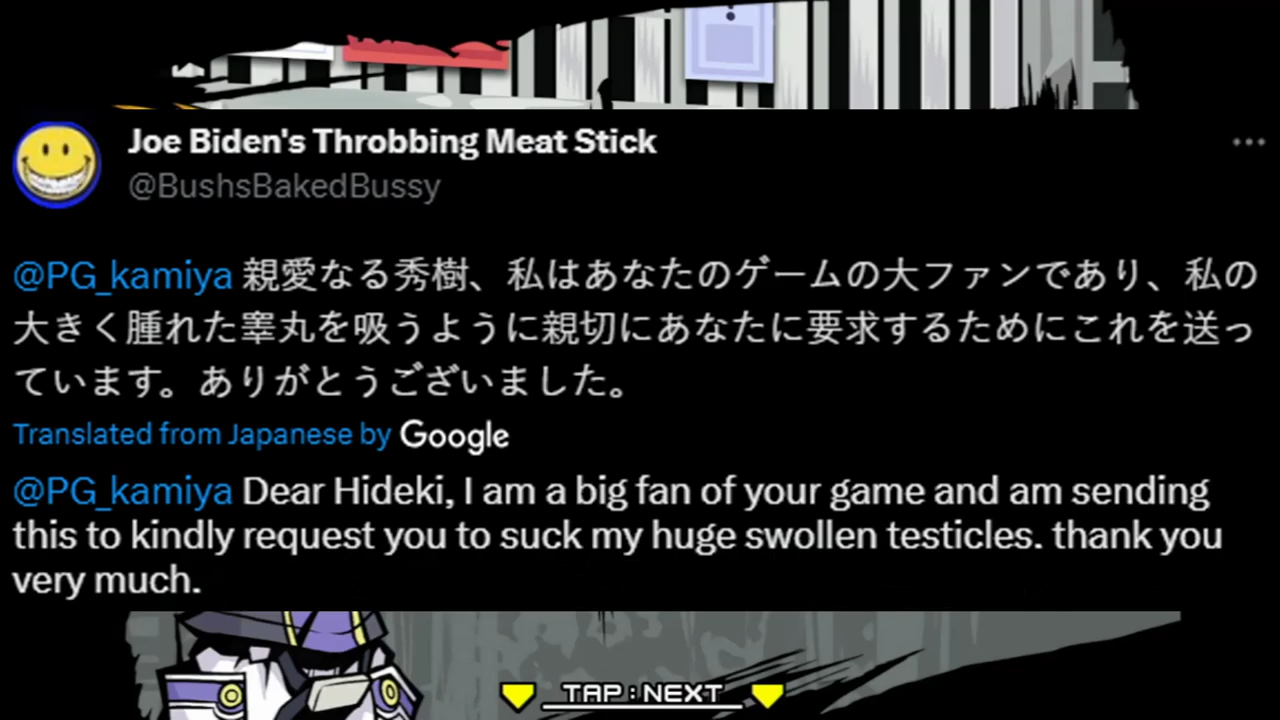 Joe Biden's Throbbing Meat Stick
@BushsBakedBussy
@PG_kamiya 親愛なる秀樹、私はあなたのゲームの大ファンであり、私の
大きく腫れた睾丸を吸うように親切にあなたに要求するためにこれを送っ
ています。ありがとうございました。
Translated from Japanese by Google
@PG_kamiya Dear Hideki, I am a big fan of your game and am sending
this to kindly request you to suck my huge swollen testicles. thank you
very much.
TAP : NEXT